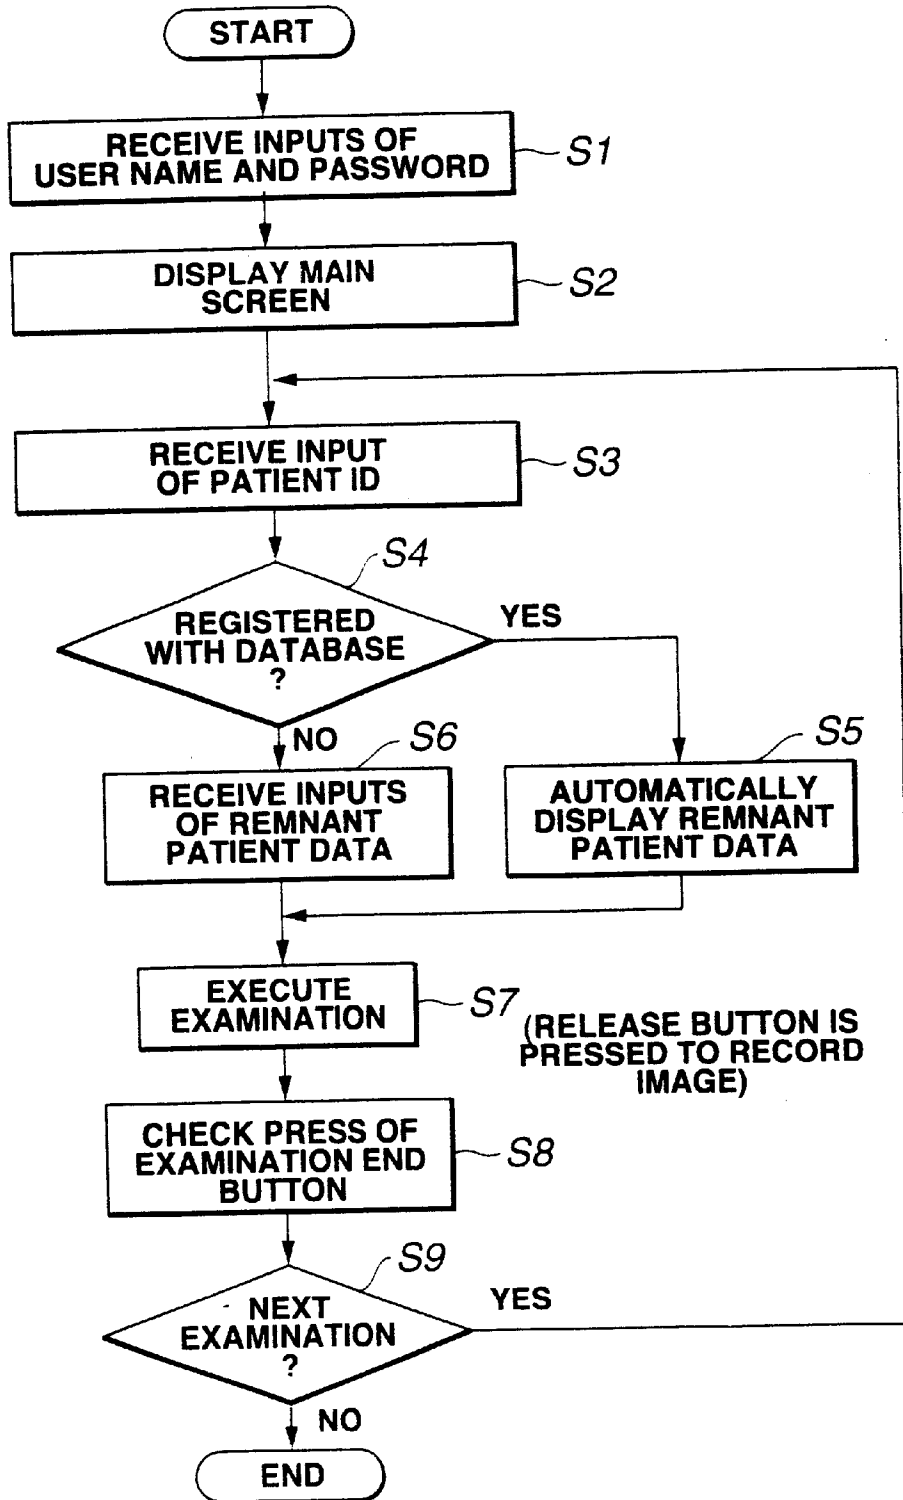 START
RECEIVE INPUTS OF
USER NAME AND PASSWORD
S1
DISPLAY MAIN
SCREEN
S2
RECEIVE INPUT
OF PATIENT ID
S3
S4
REGISTERED
WITH DATABASE
?
YES
NO
S6
RECEIVE INPUTS
OF REMNANT
PATIENT DATA
S5
AUTOMATICALLY
DISPLAY REMNANT
PATIENT DATA
EXECUTE
EXAMINATION
S7
(RELEASE BUTTON IS
PRESSED TO RECORD
IMAGE)
CHECK PRESS OF
EXAMINATION END
BUTTON
S8
S9
NEXT
EXAMINATION
?
YES
NO
END